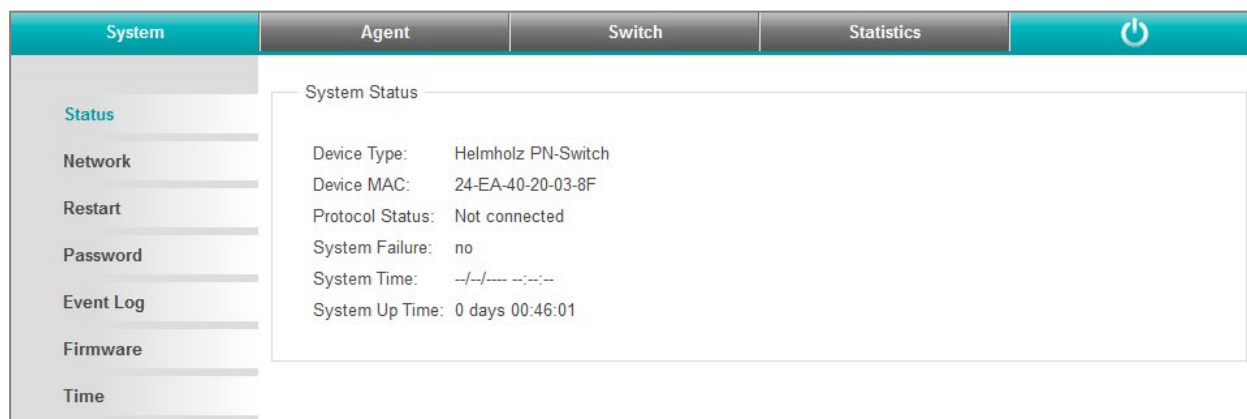 System Agent Switch Statistics
Status
Network
Restart
Password
Event Log
Firmware
Time
System Status
Device Type: Helmholz PN-Switch
Device MAC: 24-EA-40-20-03-8F
Protocol Status: Not connected
System Failure: no
System Time: --/--/---- --:--:--
System Up Time: 0 days 00:46:01